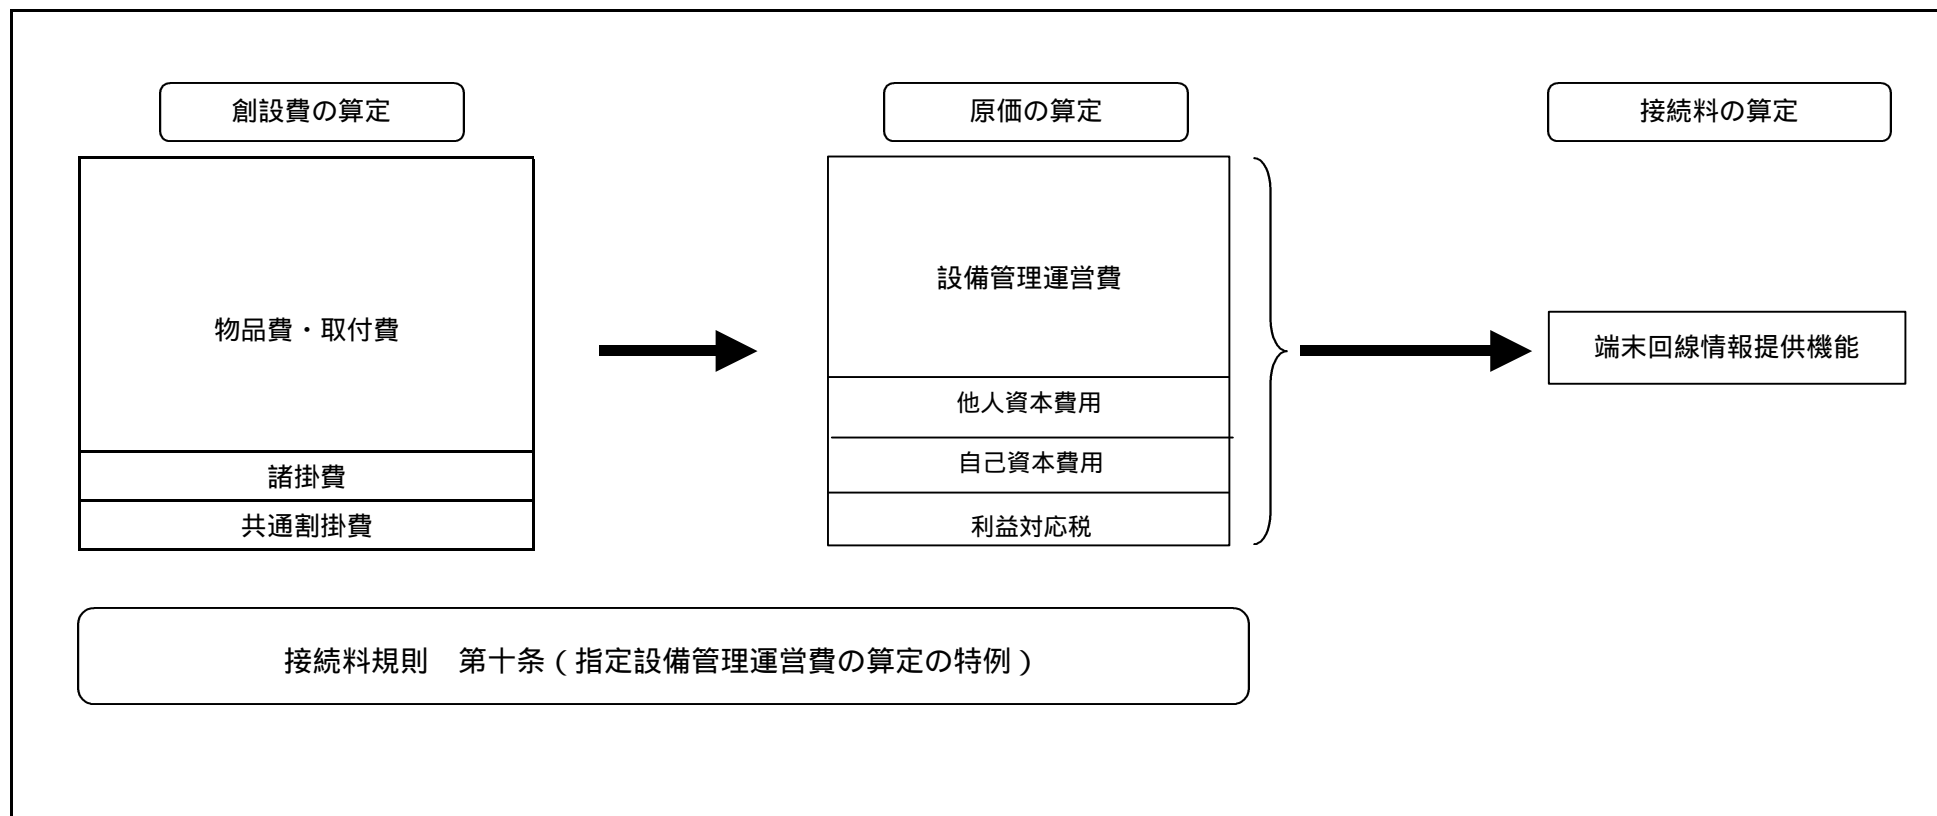 創設費の算定
原価の算定
接続料の算定
物品費・取付費
諸掛費
共通割掛費
設備管理運営費
他人資本費用
自己資本費用
利益対応税
端末回線情報提供機能
接続料規則　第十条（指定設備管理運営費の算定の特例）